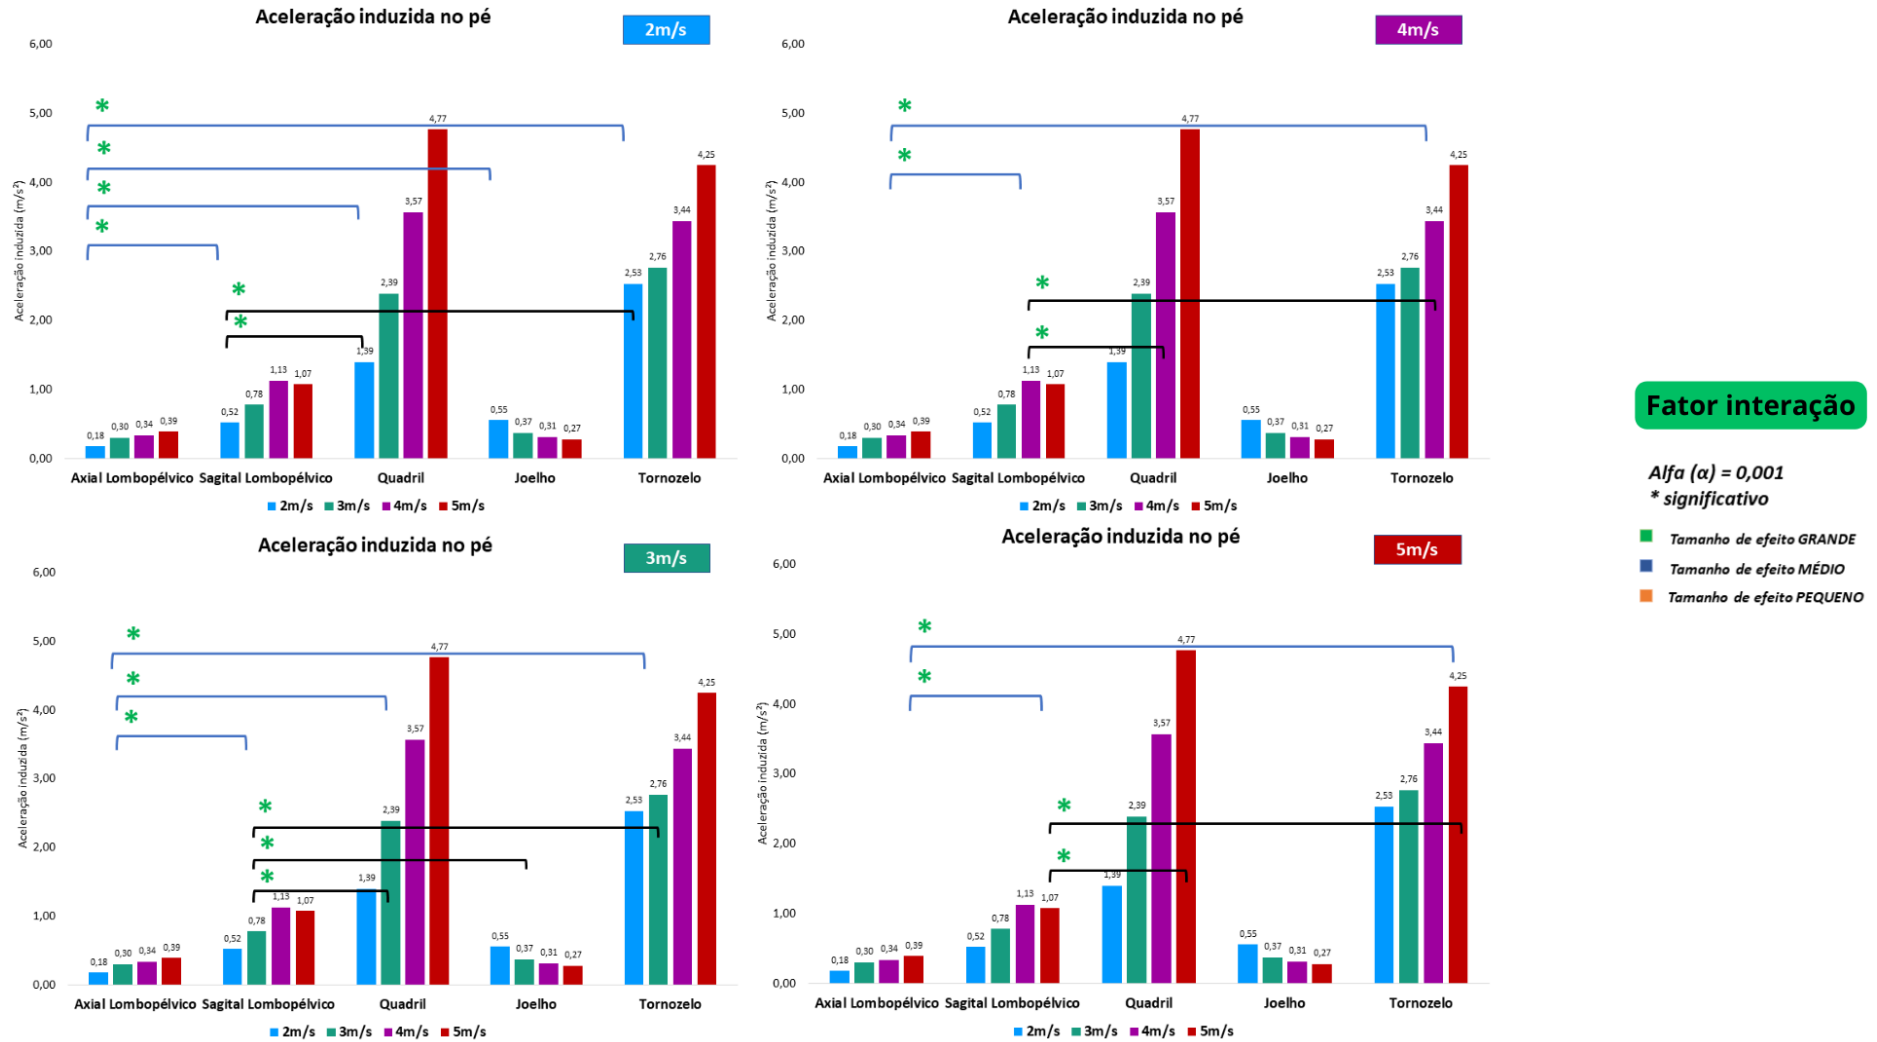 Aceleração induzida no pé
2m/s
6,00
5,00
4,00
3,00
2,00
1,00
0,00
Aceleração induzida (m/s²)
*
*
*
*
*
*
0,18 0,30 0,34 0,39
0,52 0,78 1,13 1,07
1,39 2,39 3,57 4,77
0,55 0,37 0,31 0,27
2,53 2,76 3,44 4,25
Axial Lombopélvico Sagital Lombopélvico Quadril Joelho Tornozelo
2m/s 3m/s 4m/s 5m/s
Aceleração induzida no pé
4m/s
6,00
5,00
4,00
3,00
2,00
1,00
0,00
Aceleração induzida (m/s²)
*
*
*
*
0,18 0,30 0,34 0,39
0,52 0,78 1,13 1,07
1,39 2,39 3,57 4,77
0,55 0,37 0,31 0,27
2,53 2,76 3,44 4,25
Axial Lombopélvico Sagital Lombopélvico Quadril Joelho Tornozelo
2m/s 3m/s 4m/s 5m/s
Aceleração induzida no pé
3m/s
6,00
5,00
4,00
3,00
2,00
1,00
0,00
Aceleração induzida (m/s²)
*
*
*
*
*
*
0,18 0,30 0,34 0,39
0,52 0,78 1,13 1,07
1,39 2,39 3,57 4,77
0,55 0,37 0,31 0,27
2,53 2,76 3,44 4,25
Axial Lombopélvico Sagital Lombopélvico Quadril Joelho Tornozelo
2m/s 3m/s 4m/s 5m/s
Aceleração induzida no pé
5m/s
6,00
5,00
4,00
3,00
2,00
1,00
0,00
Aceleração induzida (m/s²)
*
*
*
*
0,18 0,30 0,34 0,39
0,52 0,78 1,13 1,07
1,39 2,39 3,57 4,77
0,55 0,37 0,31 0,27
2,53 2,76 3,44 4,25
Axial Lombopélvico Sagital Lombopélvico Quadril Joelho Tornozelo
2m/s 3m/s 4m/s 5m/s
Fator interação
Alfa (α) = 0,001
* significativo
Tamanho de efeito GRANDE
Tamanho de efeito MÉDIO
Tamanho de efeito PEQUENO